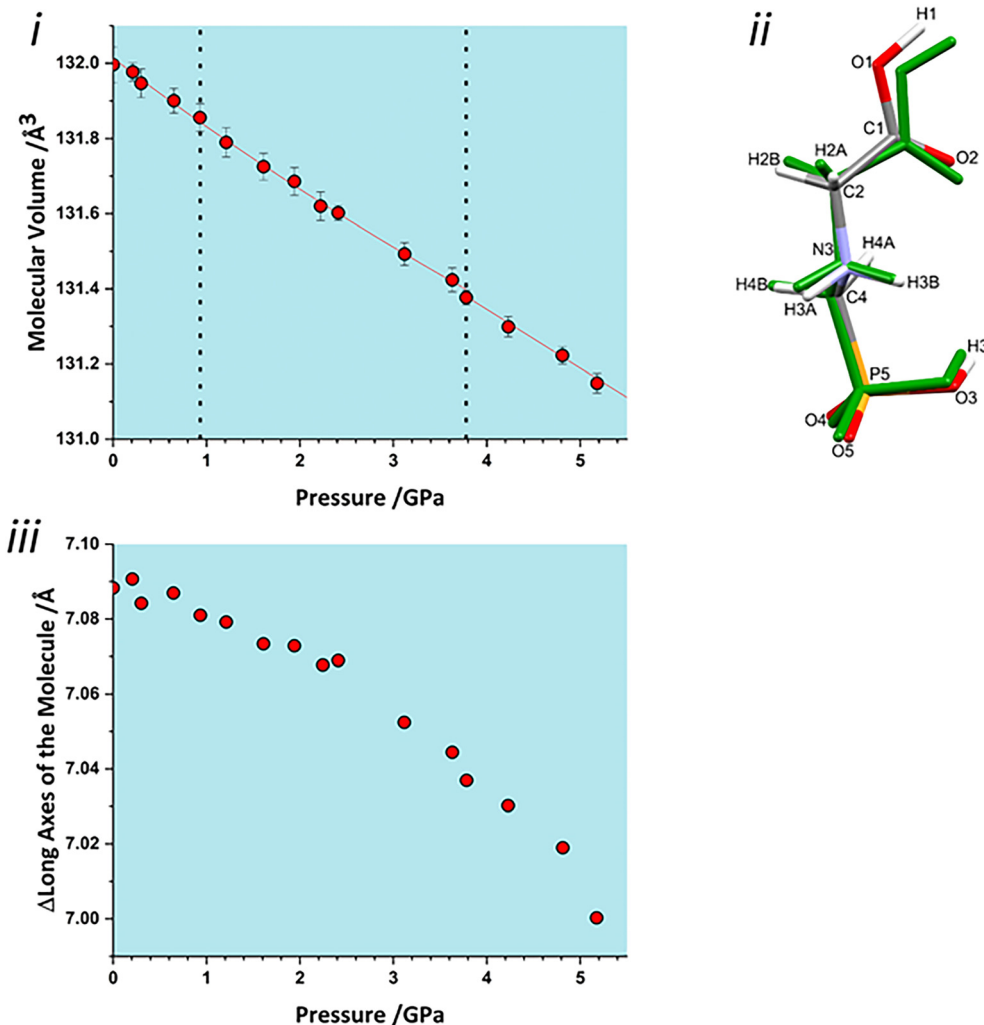 i
132.0
131.8
131.6
131.4
131.2
131.0
Molecular Volume /Å³
0 1 2 3 4 5
Pressure /GPa
ii
H1
O1
C1
H2B H2A O2
C2
N3 H4A
H4B H3B
H3A C4
H3
P5
O3
O4
O5
iii
7.10
7.08
7.06
7.04
7.02
7.00
ΔLong Axes of the Molecule /Å
0 1 2 3 4 5
Pressure /GPa